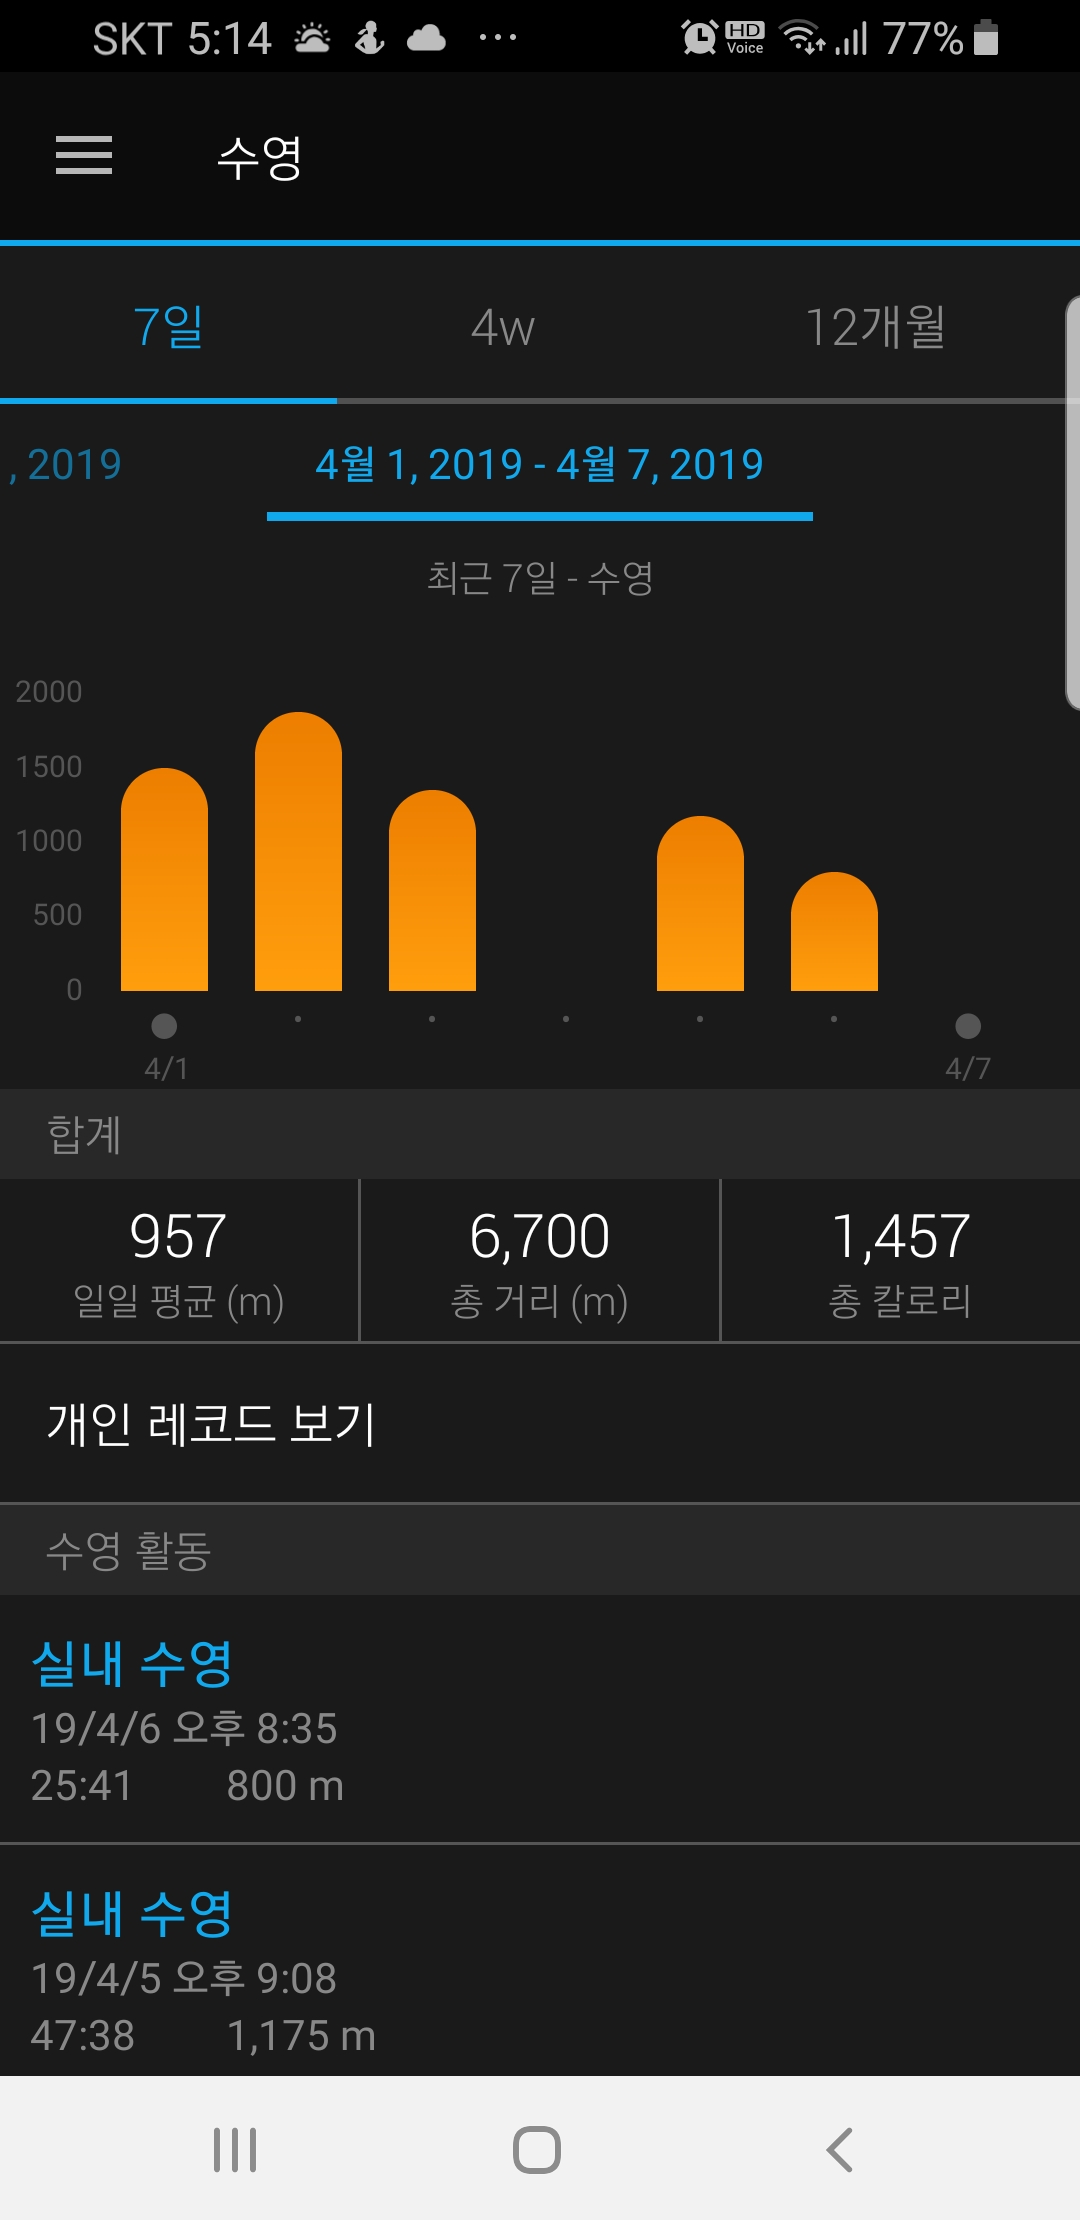 SKT 5:14 HD Voice 77%
수영
7일 4w 12개월
, 2019 4월 1, 2019 - 4월 7, 2019
최근 7일 - 수영
2000
1500
1000
500
0
4/1 4/7
합계
957 6,700 1,457
일일 평균 (m) 총 거리 (m) 총 칼로리
개인 레코드 보기
수영 활동
실내 수영
19/4/6 오후 8:35
25:41 800 m
실내 수영
19/4/5 오후 9:08
47:38 1,175 m